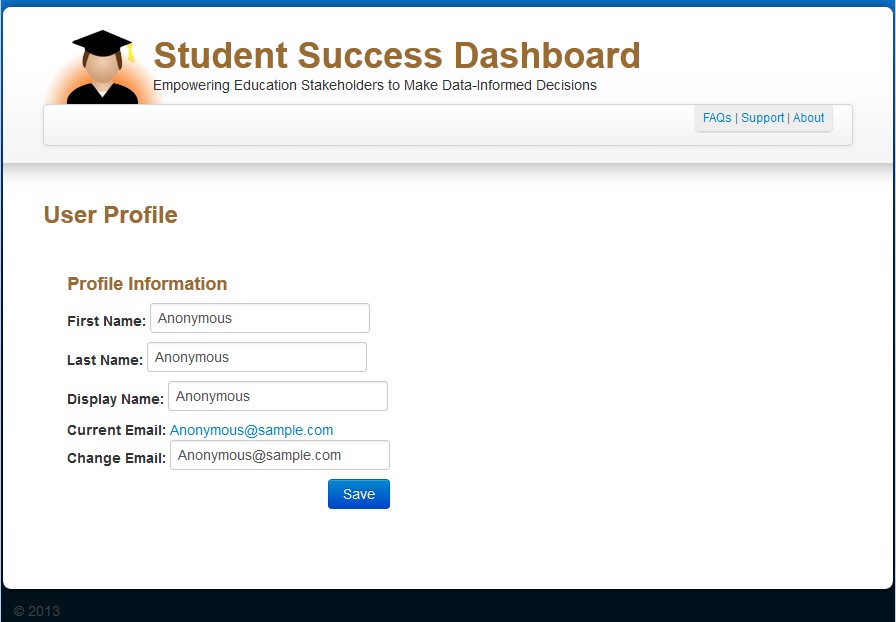 Student Success Dashboard
Empowering Education Stakeholders to Make Data-Informed Decisions
FAQs | Support | About
User Profile
Profile Information
First Name: Anonymous
Last Name: Anonymous
Display Name: Anonymous
Current Email: Anonymous@sample.com
Change Email: Anonymous@sample.com
Save
© 2013